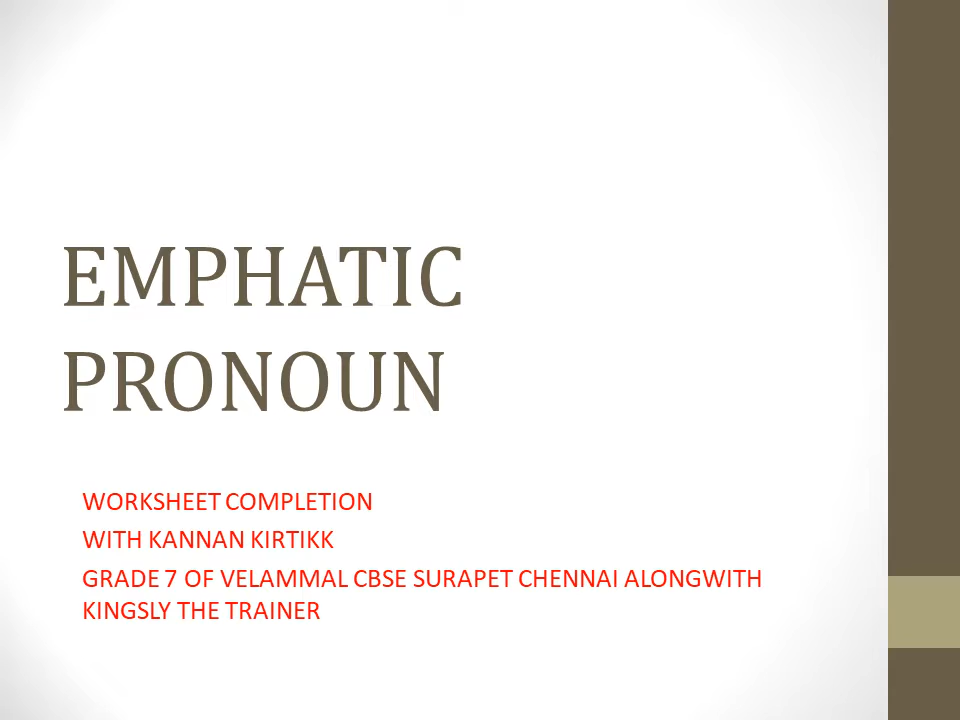 EMPHATIC
PRONOUN
WORKSHEET COMPLETION
WITH KANNAN KIRTIKK
GRADE 7 OF VELAMMAL CBSE SURAPET CHENNAI ALONGWITH
KINGSLY THE TRAINER